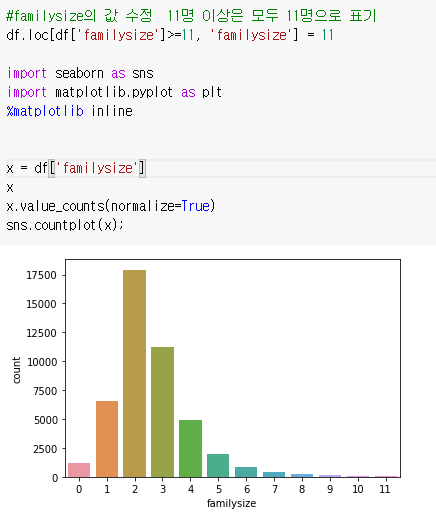 #familysize의 값 수정  11명 이상은 모두 11명으로 표기
df.loc[df['familysize']>=11, 'familysize'] = 11
import seaborn as sns
import matplotlib.pyplot as plt
%matplotlib inline
x = df['familysize']
x
x.value_counts(normalize=True)
sns.countplot(x);
17500
15000
12500
10000
7500
5000
2500
0
count
0 1 2 3 4 5 6 7 8 9 10 11
familysize